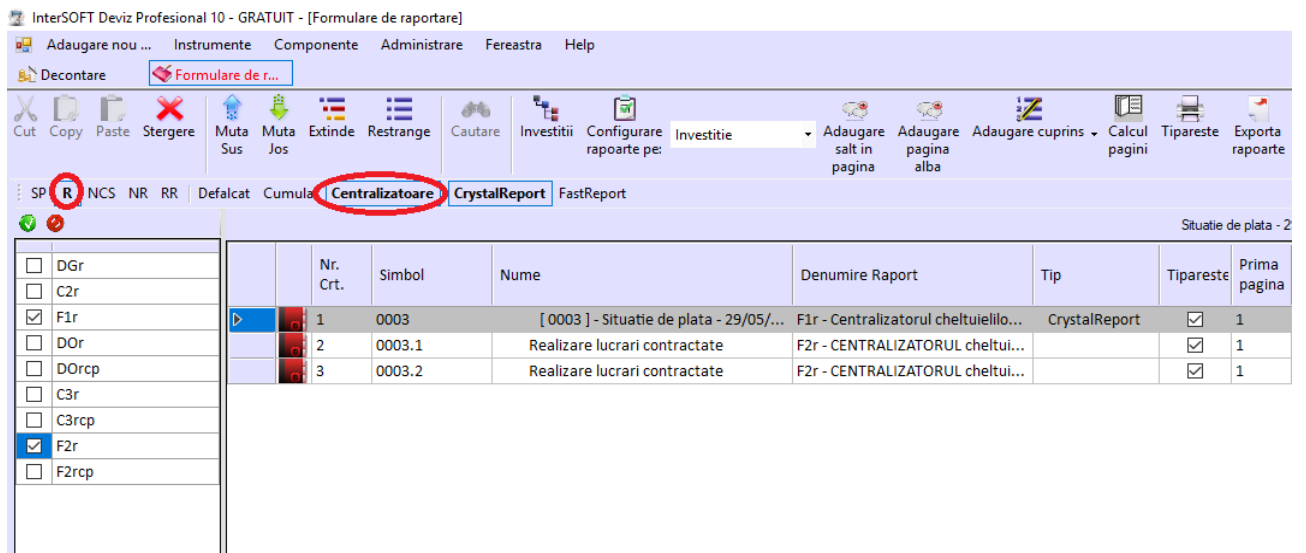 InterSOFT Deviz Profesional 10 - GRATUIT - [Formulare de raportare]
Adaugare nou ... Instrumente Componente Administrare Fereastra Help
Decontare Formulare de r...
Cut Copy Paste Stergere Muta Sus Muta Jos Extinde Restrange Cautare Investitii Configurare rapoarte pe: Investitie Adaugare salt in pagina Adaugare pagina alba Adaugare cuprins Calcul pagini Tipareste Exporta rapoarte
SP R NCS NR RR Defalcat Cumula Centralizatoare CrystalReport FastReport
Situatie de plata - 2
DGr
C2r
F1r
DOr
DOrcp
C3r
C3rcp
F2r
F2rcp
Nr. Crt. Simbol Nume Denumire Raport Tip Tipareste Prima pagina
1 0003 [ 0003 ] - Situatie de plata - 29/05/... F1r - Centralizatorul cheltuielilo... CrystalReport 1
2 0003.1 Realizare lucrari contractate F2r - CENTRALIZATORUL cheltui... 1
3 0003.2 Realizare lucrari contractate F2r - CENTRALIZATORUL cheltui... 1